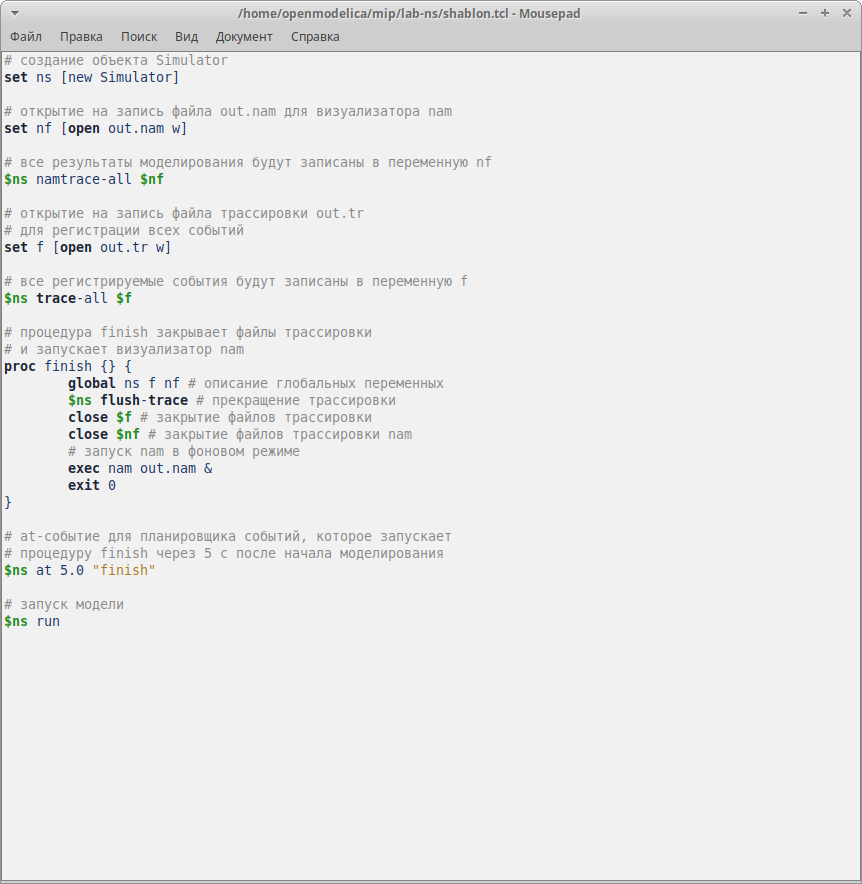 /home/openmodelica/mip/lab-ns/shablon.tcl - Mousepad
Файл Правка Поиск Вид Документ Справка
# создание объекта Simulator
set ns [new Simulator]
# открытие на запись файла out.nam для визуализатора nam
set nf [open out.nam w]
# все результаты моделирования будут записаны в переменную nf
$ns namtrace-all $nf
# открытие на запись файла трассировки out.tr
# для регистрации всех событий
set f [open out.tr w]
# все регистрируемые события будут записаны в переменную f
$ns trace-all $f
# процедура finish закрывает файлы трассировки
# и запускает визуализатор nam
proc finish {} {
global ns f nf # описание глобальных переменных
$ns flush-trace # прекращение трассировки
close $f # закрытие файлов трассировки
close $nf # закрытие файлов трассировки nam
# запуск nam в фоновом режиме
exec nam out.nam &
exit 0
}
# at-событие для планировщика событий, которое запускает
# процедуру finish через 5 с после начала моделирования
$ns at 5.0 "finish"
# запуск модели
$ns run